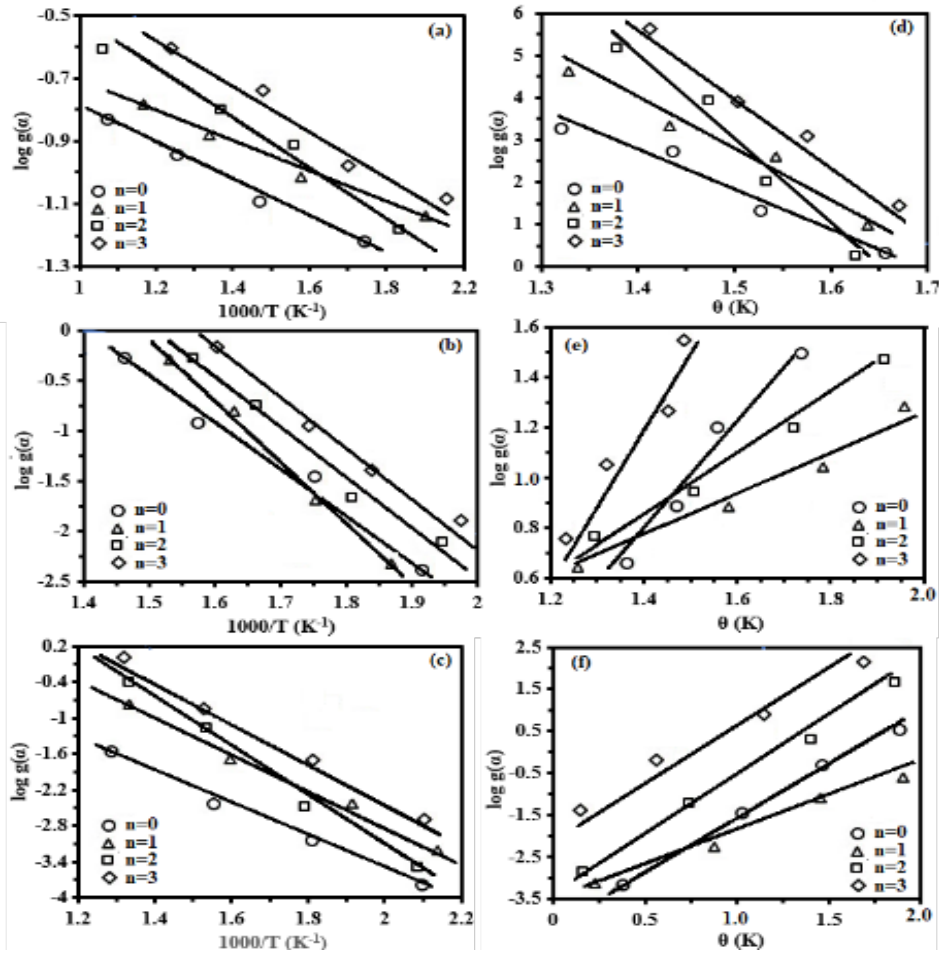 (a)
log g(α)
-0.5
-0.7
-0.9
-1.1
-1.3
n=0
n=1
n=2
n=3
1 1.2 1.4 1.6 1.8 2 2.2
1000/T (K⁻¹)
(d)
log g(α)
6
5
4
3
2
1
0
n=0
n=1
n=2
n=3
1.3 1.4 1.5 1.6 1.7
θ (K)
(b)
log g(α)
0
-0.5
-1
-1.5
-2
-2.5
n=0
n=1
n=2
n=3
1.4 1.5 1.6 1.7 1.8 1.9 2
1000/T (K⁻¹)
(e)
log g(α)
1.6
1.4
1.2
1.0
0.8
0.6
n=0
n=1
n=2
n=3
1.2 1.4 1.6 1.8 2.0
θ (K)
(c)
log g(α)
0.2
-0.4
-1
-1.6
-2.2
-2.8
-3.4
-4
n=0
n=1
n=2
n=3
1.2 1.4 1.6 1.8 2 2.2
1000/T (K⁻¹)
(f)
log g(α)
2.5
1.5
0.5
-0.5
-1.5
-2.5
-3.5
n=0
n=1
n=2
n=3
0 0.5 1.0 1.5 2.0
θ (K)